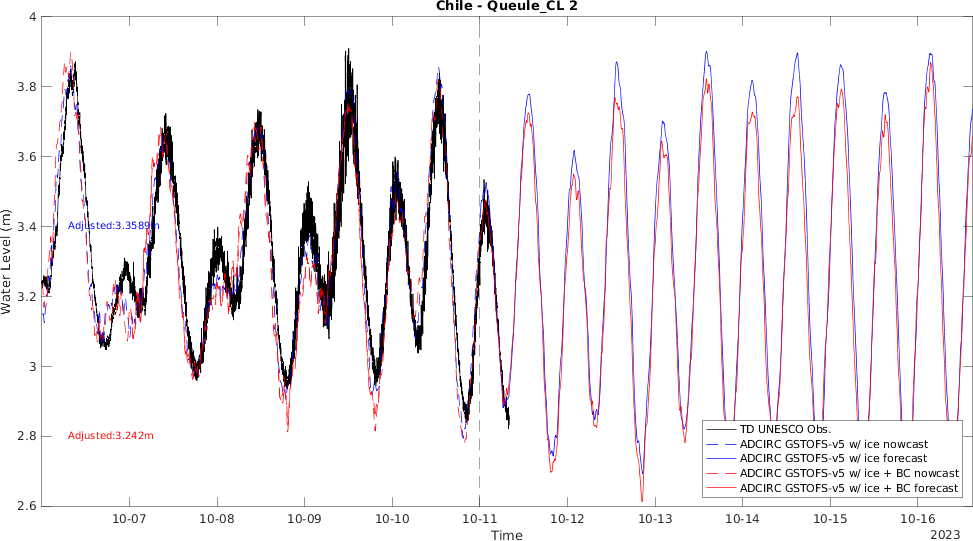 Chile - Queule_CL 2
4
3.8
3.6
3.4
3.2
3
2.8
2.6
Water Level (m)
Adjusted:3.3589m
Adjusted:3.242m
TD UNESCO Obs.
ADCIRC GSTOFS-v5 w/ ice nowcast
ADCIRC GSTOFS-v5 w/ ice forecast
ADCIRC GSTOFS-v5 w/ ice + BC nowcast
ADCIRC GSTOFS-v5 w/ ice + BC forecast
10-07 10-08 10-09 10-10 10-11 10-12 10-13 10-14 10-15 10-16
Time
2023